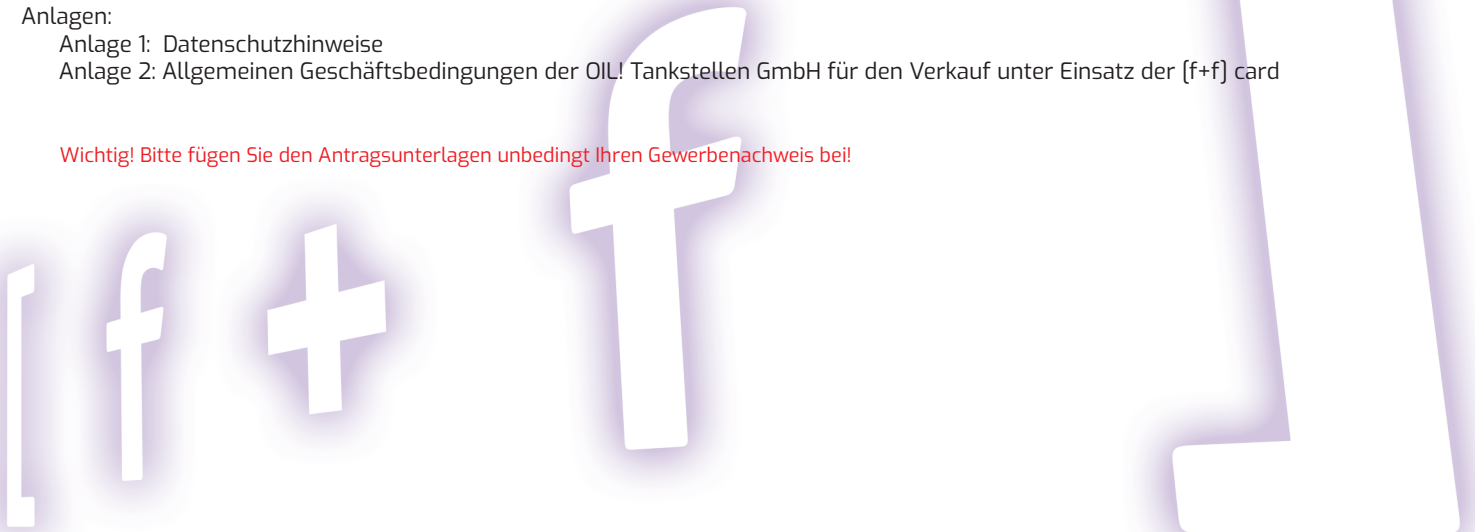 Anlagen:
Anlage 1: Datenschutzhinweise
Anlage 2: Allgemeinen Geschäftsbedingungen der OIL! Tankstellen GmbH für den Verkauf unter Einsatz der [f+f] card
Wichtig! Bitte fügen Sie den Antragsunterlagen unbedingt Ihren Gewerbenachweis bei!
[f+f]